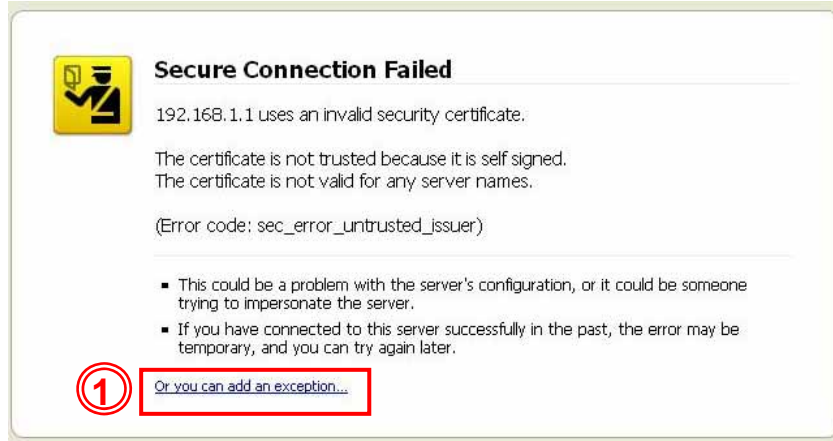 Secure Connection Failed
192.168.1.1 uses an invalid security certificate.
The certificate is not trusted because it is self signed.
The certificate is not valid for any server names.
(Error code: sec_error_untrusted_issuer)
▪ This could be a problem with the server's configuration, or it could be someone
trying to impersonate the server.
▪ If you have connected to this server successfully in the past, the error may be
temporary, and you can try again later.
1 Or you can add an exception...